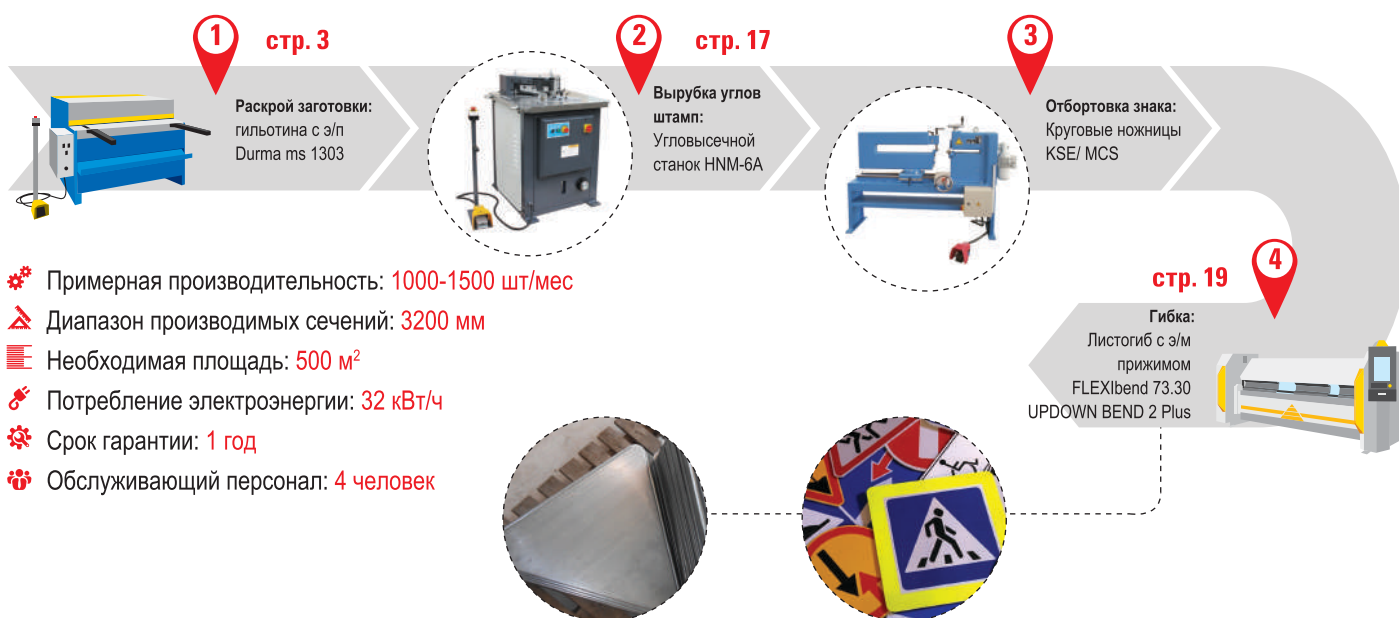 1
стр. 3
Раскрой заготовки:
гильотина с э/п
Durma ms 1303
2
стр. 17
Вырубка углов
штамп:
Угловысечной
станок HNM-6A
3
Отбортовка знака:
Круговые ножницы
KSE/ MCS
4
стр. 19
Гибка:
Листогиб с э/м
прижимом
FLEXIbend 73.30
UPDOWN BEND 2 Plus
Примерная производительность: 1000-1500 шт/мес
Диапазон производимых сечений: 3200 мм
Необходимая площадь: 500 м²
Потребление электроэнергии: 32 кВт/ч
Срок гарантии: 1 год
Обслуживающий персонал: 4 человек